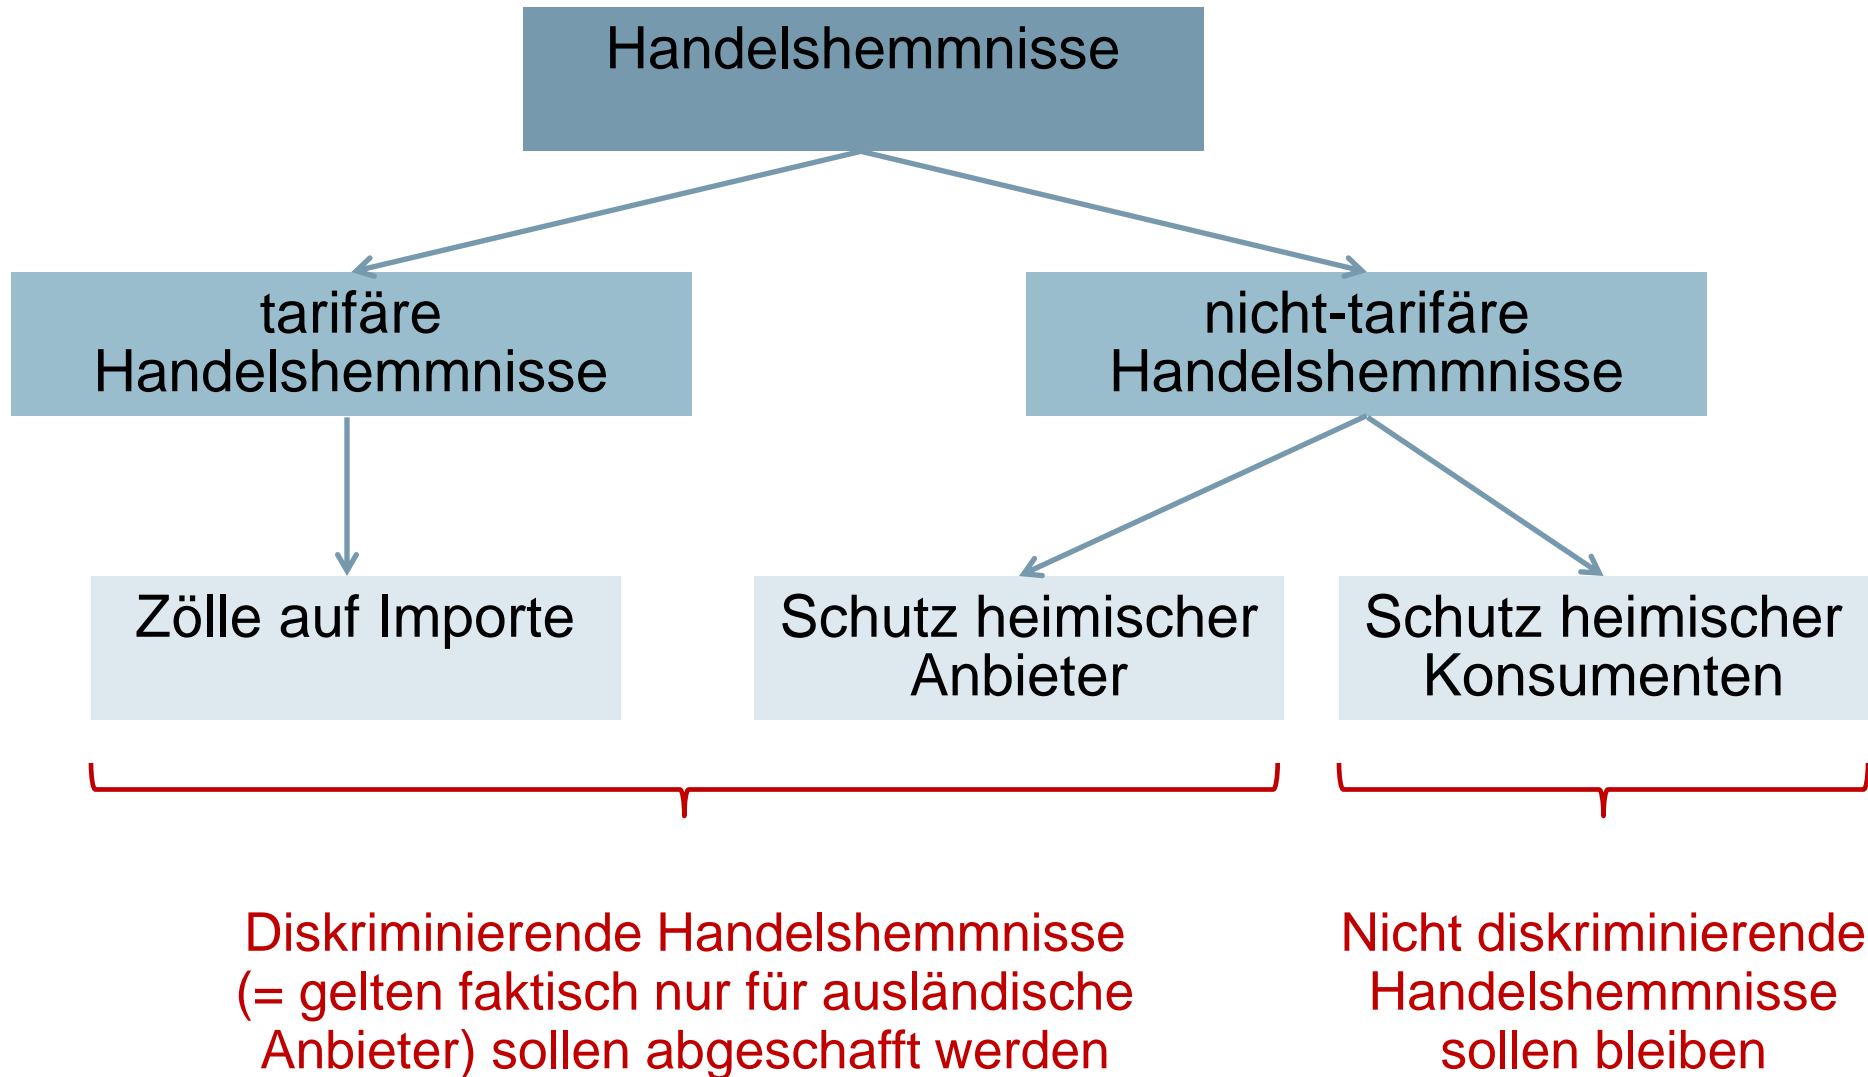 Handelshemmnisse
tarifäre
Handelshemmnisse
nicht-tarifäre
Handelshemmnisse
Zölle auf Importe
Schutz heimischer
Anbieter
Schutz heimischer
Konsumenten
Diskriminierende Handelshemmnisse
(= gelten faktisch nur für ausländische
Anbieter) sollen abgeschafft werden
Nicht diskriminierende
Handelshemmnisse
sollen bleiben